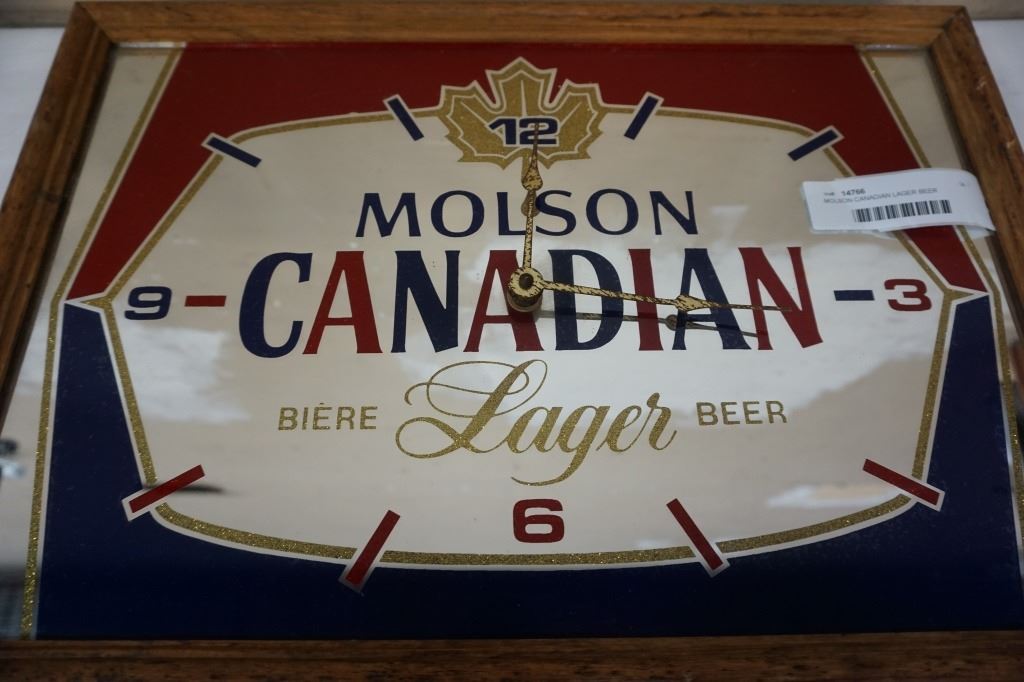 12
MOLSON
14766
MOLSON CANADIAN LAGER BEER
9 - CANADIAN - 3
BIÈRE Lager BEER
6